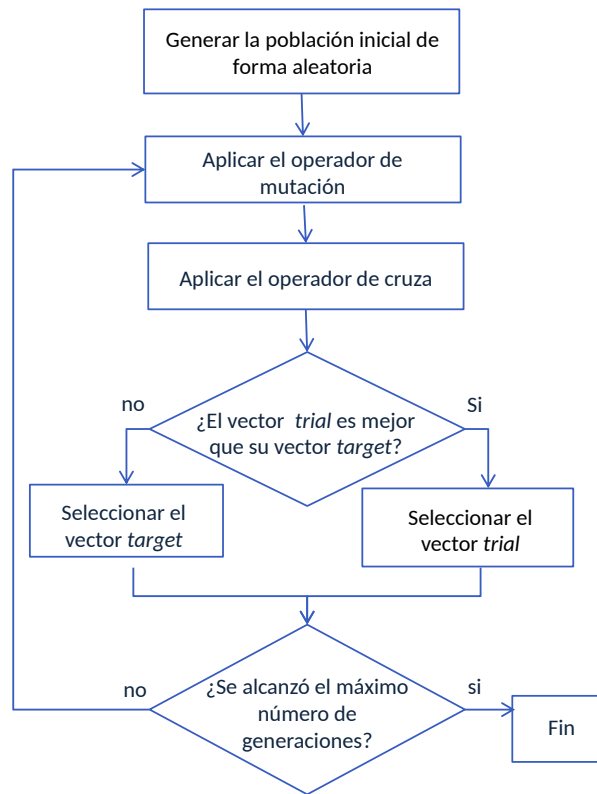 Generar la población inicial de
forma aleatoria
Aplicar el operador de
mutación
Aplicar el operador de cruza
no
Si
¿El vector trial es mejor
que su vector target?
Seleccionar el
vector target
Seleccionar el
vector trial
no
si
¿Se alcanzó el máximo
número de
generaciones?
Fin